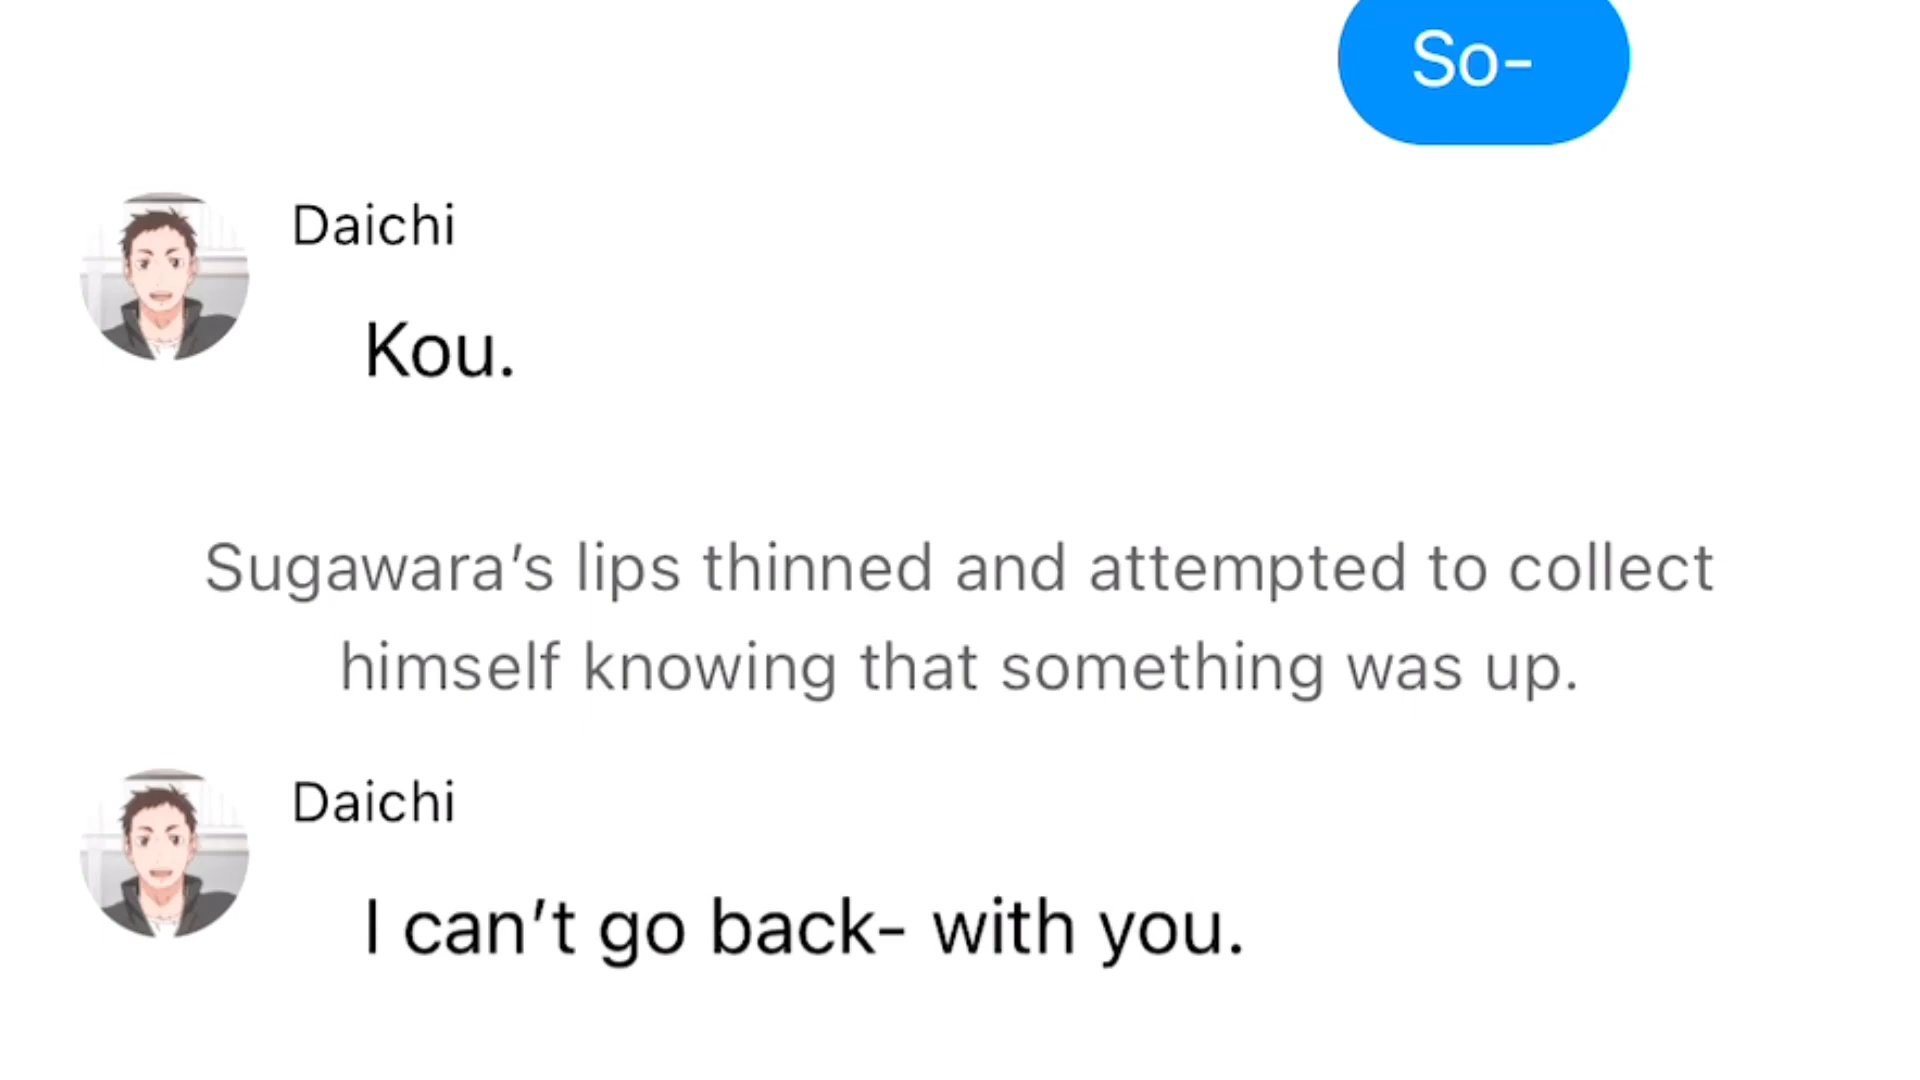 So-
Daichi
Kou.
Sugawara’s lips thinned and attempted to collect
himself knowing that something was up.
Daichi
I can’t go back- with you.